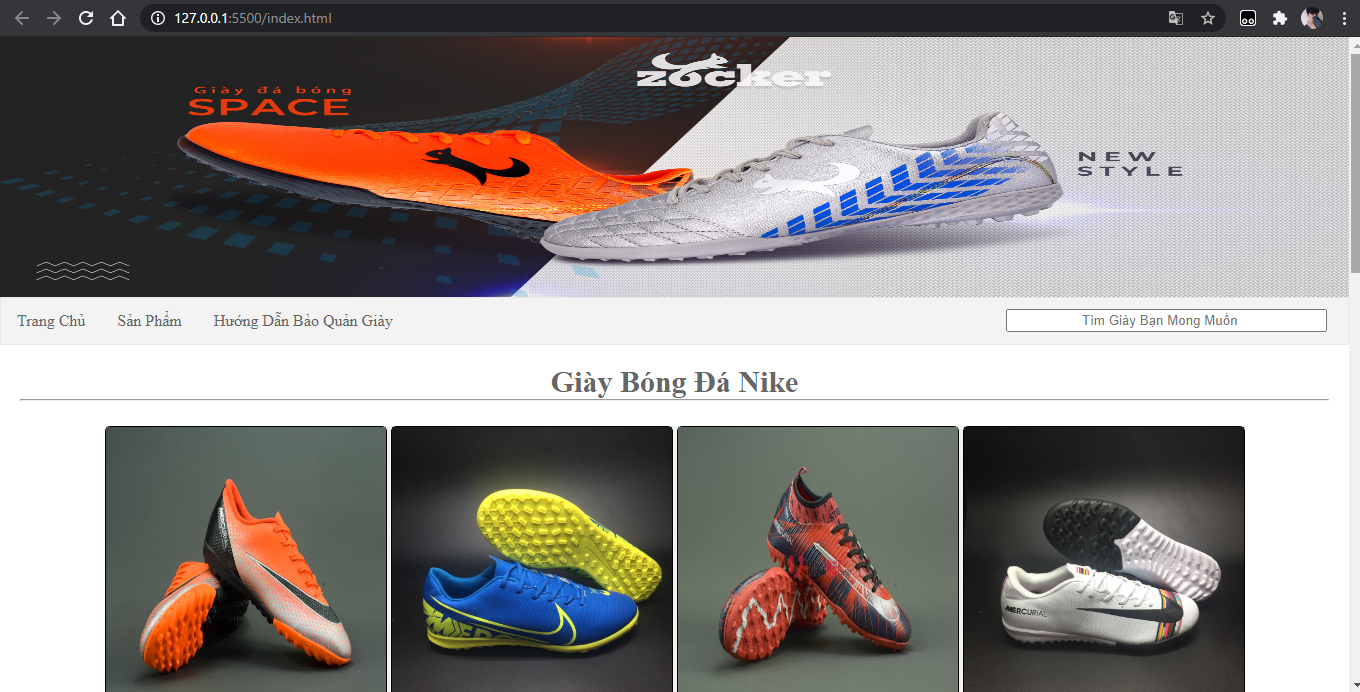 127.0.0.1:5500/index.html
zocker
Giày đá bóng
SPACE
NEW
STYLE
Trang Chủ Sản Phẩm Hướng Dẫn Bảo Quản Giày Tìm Giày Bạn Mong Muốn
Giày Bóng Đá Nike
MERCURIAL